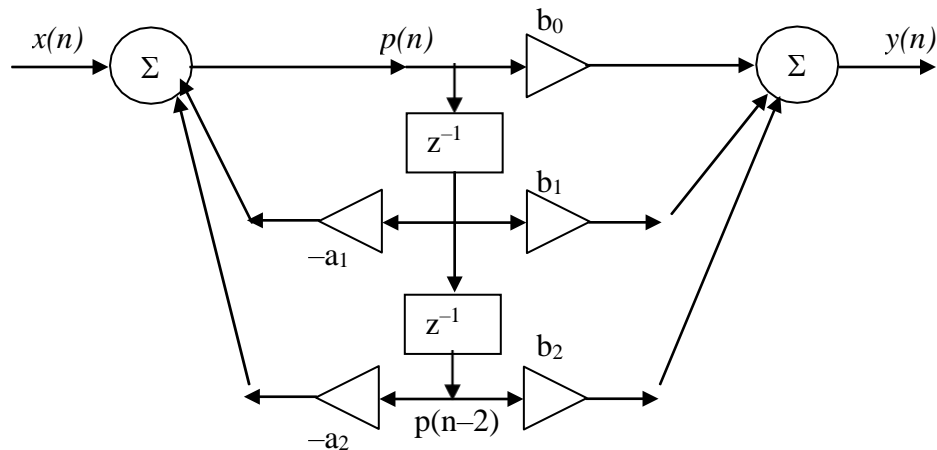 x(n)
p(n)
b₀
y(n)
Σ
Σ
z⁻¹
b₁
–a₁
z⁻¹
b₂
–a₂
p(n–2)